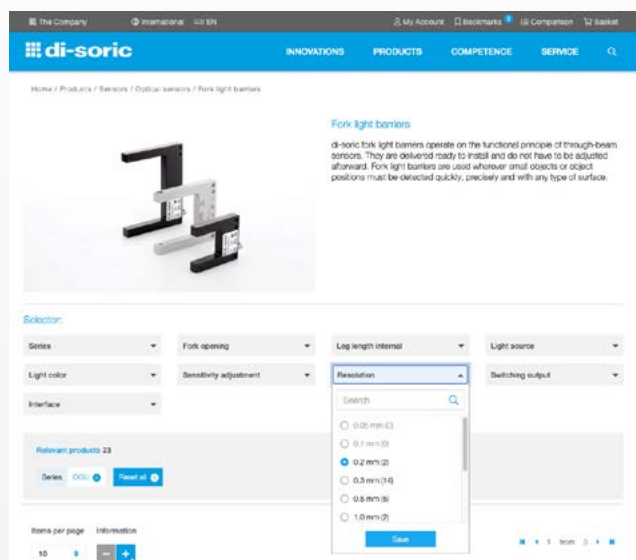 The Company International EN My Account Bookmarks Comparison Basket
di-soric INNOVATIONS PRODUCTS COMPETENCE SERVICE
Home / Products / Sensors / Optical sensors / Fork light barriers
Fork light barriers
di-soric fork light barriers operate on the functional principle of through-beam
sensors. They are delivered ready to install and do not have to be adjusted
afterward. Fork light barriers are used wherever small objects or object
positions must be detected quickly, precisely and with any type of surface.
Selector:
Series Fork opening Leg length internal Light source
Light color Sensitivity adjustment Resolution Switching output
Interface
Search
0.05 mm (0)
0.1 mm (0)
0.2 mm (2)
0.3 mm (14)
0.5 mm (5)
1.0 mm (2)
Save
Relevant products 23
Series OGU Reset all
Items per page Information
10
1 from 3